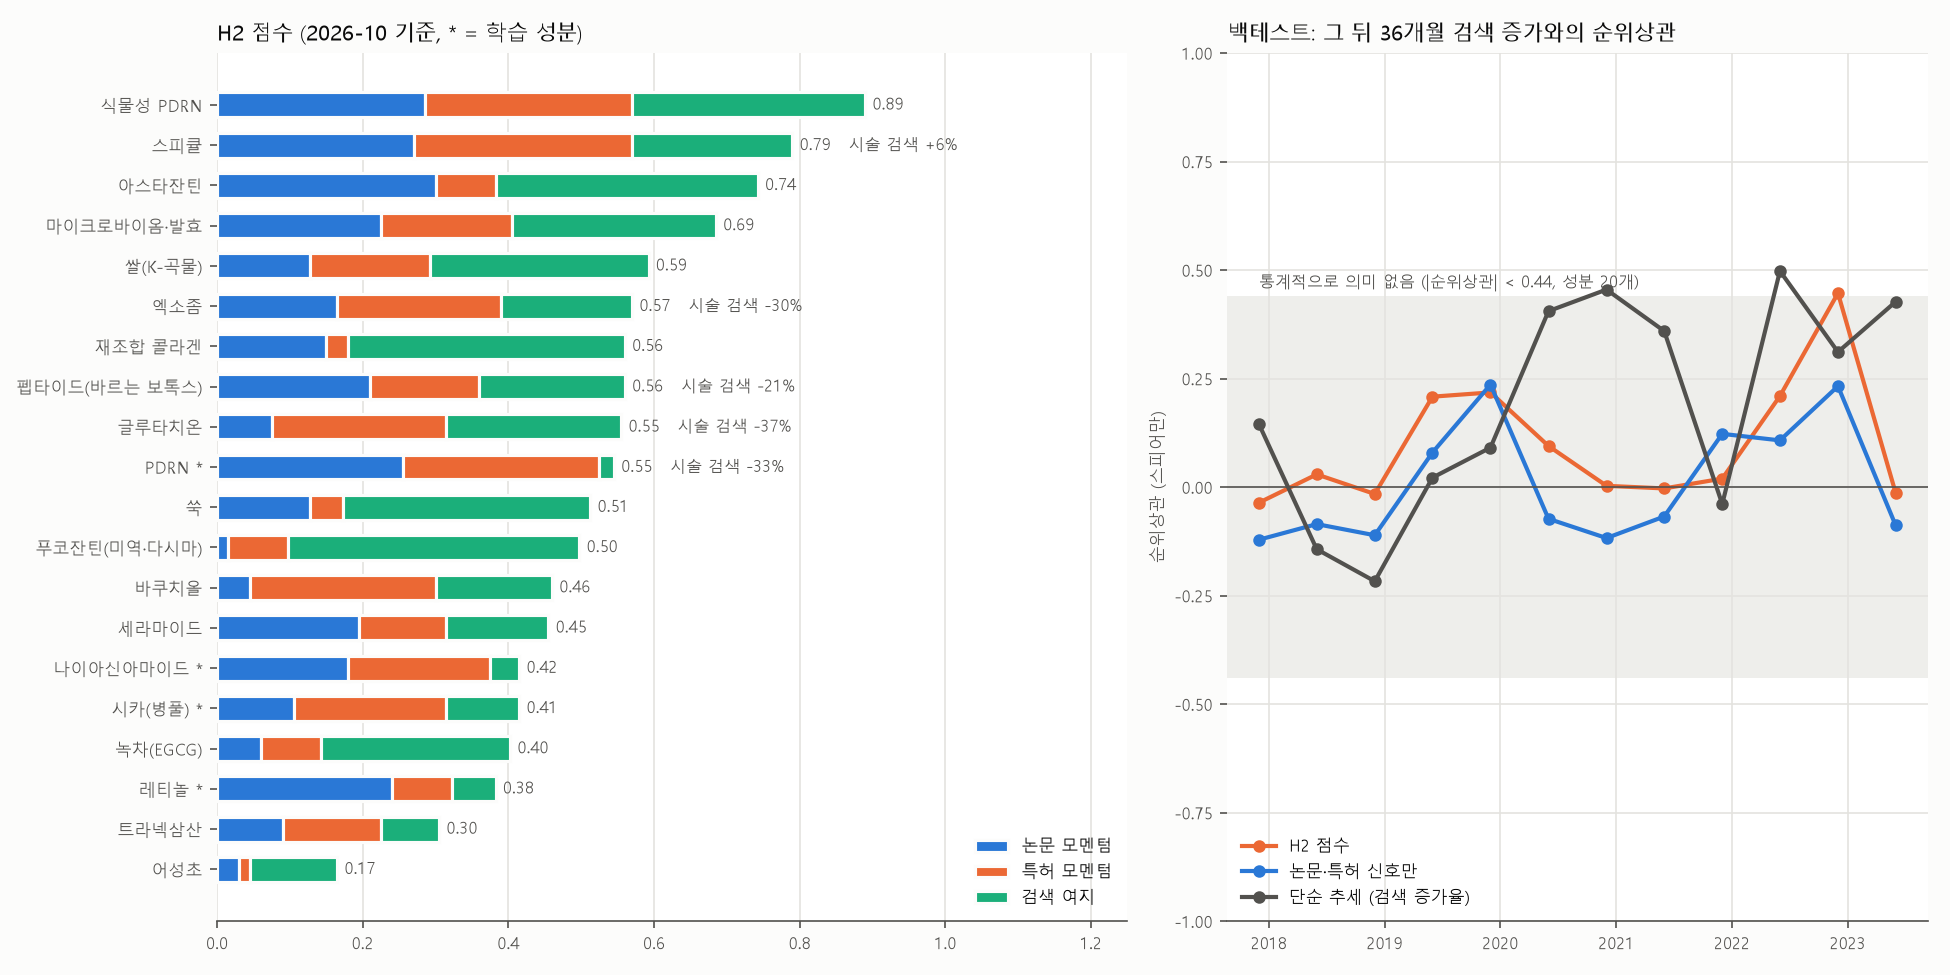 H2 점수 (2026-10 기준, * = 학습 성분)
식물성 PDRN 0.89
스피큘 0.79 시술 검색 +6%
아스타잔틴 0.74
마이크로바이옴·발효 0.69
쌀(K-곡물) 0.59
엑소좀 0.57 시술 검색 -30%
재조합 콜라겐 0.56
펩타이드(바르는 보톡스) 0.56 시술 검색 -21%
글루타치온 0.55 시술 검색 -37%
PDRN * 0.55 시술 검색 -33%
쑥 0.51
푸코잔틴(미역·다시마) 0.50
바쿠치올 0.46
세라마이드 0.45
나이아신아마이드 * 0.42
시카(병풀) * 0.41
녹차(EGCG) 0.40
레티놀 * 0.38
트라넥삼산 0.30
어성초 0.17
논문 모멘텀
특허 모멘텀
검색 여지
0.0 0.2 0.4 0.6 0.8 1.0 1.2
백테스트: 그 뒤 36개월 검색 증가와의 순위상관
순위상관 (스피어만)
1.00
0.75
0.50
0.25
0.00
-0.25
-0.50
-0.75
-1.00
통계적으로 의미 없음 (|순위상관| < 0.44, 성분 20개)
H2 점수
논문·특허 신호만
단순 추세 (검색 증가율)
2018 2019 2020 2021 2022 2023